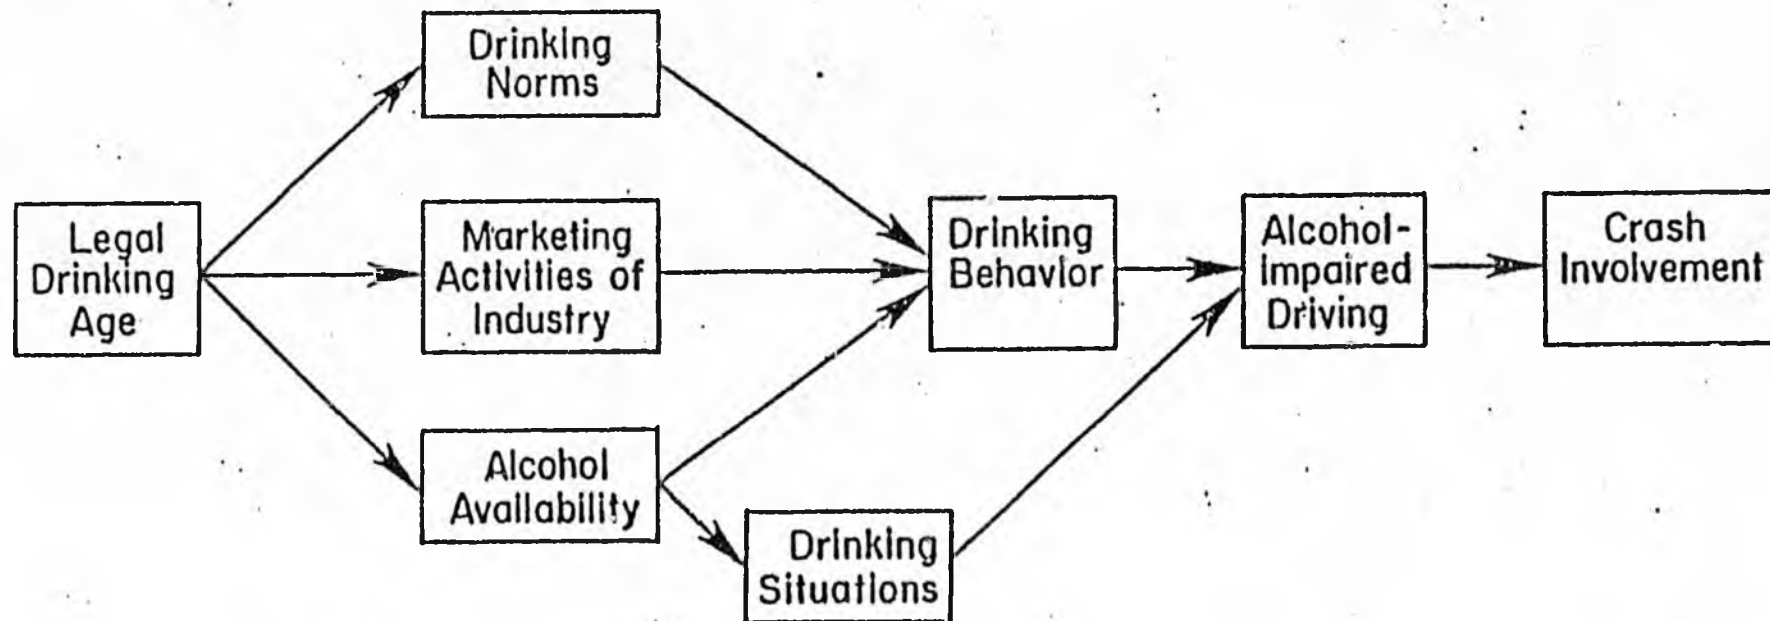 Drinking
Norms
Legal
Drinking
Age
Marketing
Activities of
Industry
Drinking
Behavior
Alcohol-
Impaired
Driving
Crash
Involvement
Alcohol
Availability
Drinking
Situations